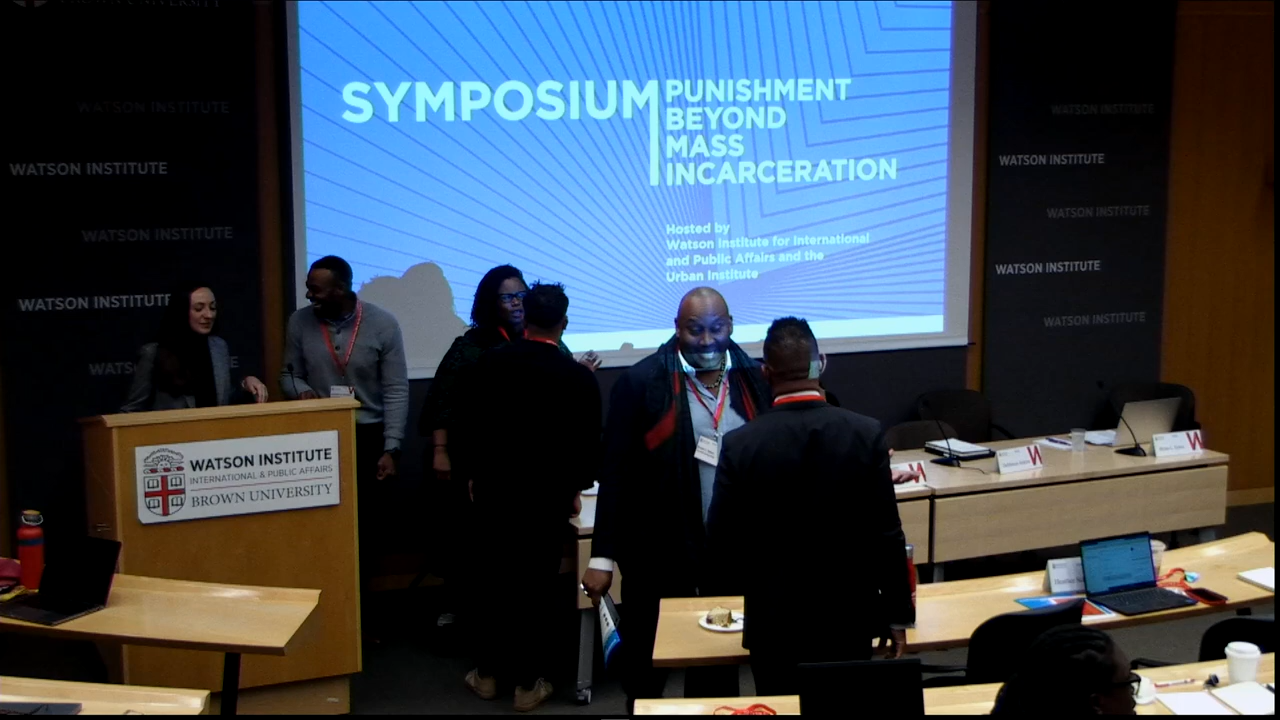 WATSON INSTITUTE
WATSON INSTITUTE
WATSON INSTITUTE
WATSON INSTITUTE
SYMPOSIUM
PUNISHMENT
BEYOND
MASS
INCARCERATION
Hosted by
Watson Institute for International
and Public Affairs and the
Urban Institute
WATSON INSTITUTE
WATSON INSTITUTE
WATSON INSTITUTE
WATSON INSTITUTE
WATSON INSTITUTE
WATSON INSTITUTE
INTERNATIONAL & PUBLIC AFFAIRS
BROWN UNIVERSITY
W
W
W